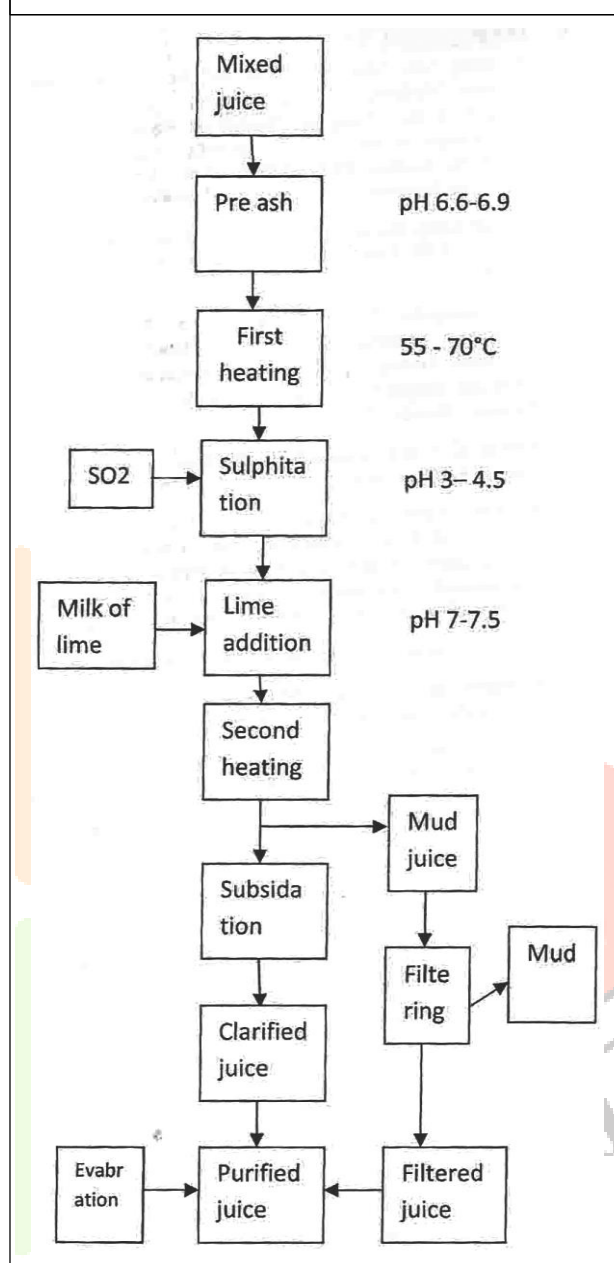 Mixed
juice
Pre ash
pH 6.6-6.9
First
heating
55 - 70°C
SO2
Sulphita
tion
pH 3– 4.5
Milk of
lime
Lime
addition
pH 7-7.5
Second
heating
Mud
juice
Subsida
tion
Filte
ring
Mud
Clarified
juice
Evabr
ation
Purified
juice
Filtered
juice